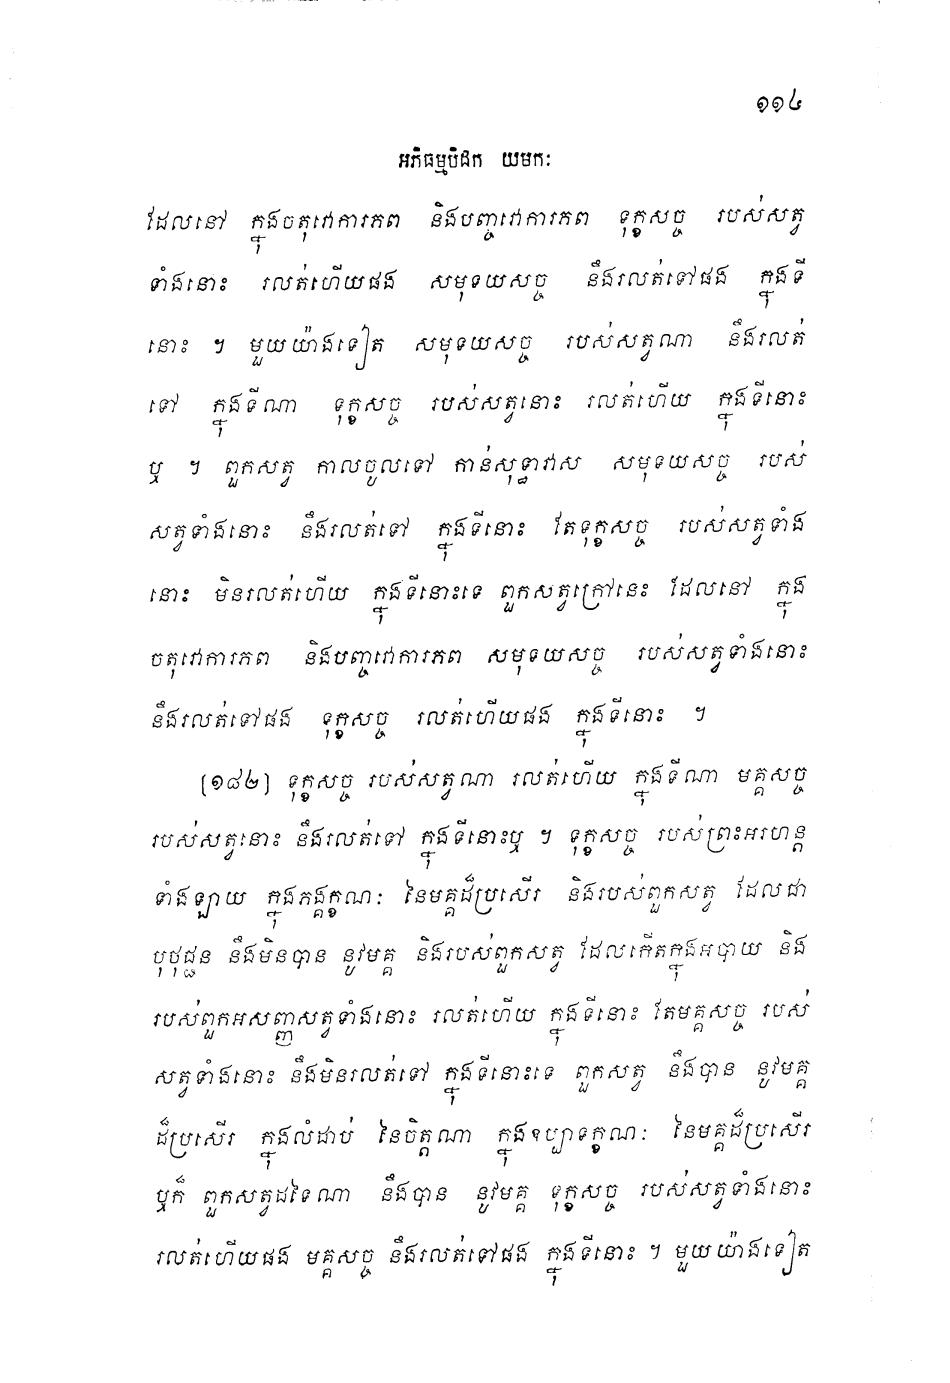 ១១៤
អភិធម្មបិដក យមកៈ
ដែលនៅ ក្នុងចតុវោការភព និងបញ្ចវោការភព ទុក្ខសច្ច របស់សត្វ
ទាំងនោះ រលត់ហើយផង សមុទយសច្ច នឹងរលត់ទៅផង ក្នុងទី
នោះ ។ មួយយ៉ាងទៀត សមុទយសច្ច របស់សត្វណា នឹងរលត់
ទៅ ក្នុងទីណា ទុក្ខសច្ច របស់សត្វនោះ រលត់ហើយ ក្នុងទីនោះ
ឬ ។ ពួកសត្វ កាលចូលទៅ កាន់សុទ្ធាវាស សមុទយសច្ច របស់
សត្វទាំងនោះ នឹងរលត់ទៅ ក្នុងទីនោះ តែទុក្ខសច្ច របស់សត្វទាំង
នោះ មិនរលត់ហើយ ក្នុងទីនោះទេ ពួកសត្វក្រៅនេះ ដែលនៅ ក្នុង
ចតុវោការភព និងបញ្ចវោការភព សមុទយសច្ច របស់សត្វទាំងនោះ
នឹងរលត់ទៅផង ទុក្ខសច្ច រលត់ហើយផង ក្នុងទីនោះ ។
(១៨២) ទុក្ខសច្ច របស់សត្វណា រលត់ហើយ ក្នុងទីណា មគ្គសច្ច
របស់សត្វនោះ នឹងរលត់ទៅ ក្នុងទីនោះឬ ។ ទុក្ខសច្ច របស់ព្រះអរហន្ត
ទាំងឡាយ ក្នុងភង្គក្ខណៈ នៃមគ្គដ៏ប្រសើរ និងរបស់ពួកសត្វ ដែលជា
បុថុជ្ជន នឹងមិនបាន នូវមគ្គ និងរបស់ពួកសត្វ ដែលកើតក្នុងអបាយ និង
របស់ពួកអសញ្ញសត្វទាំងនោះ រលត់ហើយ ក្នុងទីនោះ តែមគ្គសច្ច របស់
សត្វទាំងនោះ នឹងមិនរលត់ទៅ ក្នុងទីនោះទេ ពួកសត្វ នឹងបាន នូវមគ្គ
ដ៏ប្រសើរ ក្នុងលំដាប់ នៃចិត្តណា ក្នុងឧប្បាទក្ខណៈ នៃមគ្គដ៏ប្រសើរ
ឬក៏ ពួកសត្វដទៃណា នឹងបាន នូវមគ្គ ទុក្ខសច្ច របស់សត្វទាំងនោះ
រលត់ហើយផង មគ្គសច្ច នឹងរលត់ទៅផង ក្នុងទីនោះ ។ មួយយ៉ាងទៀត